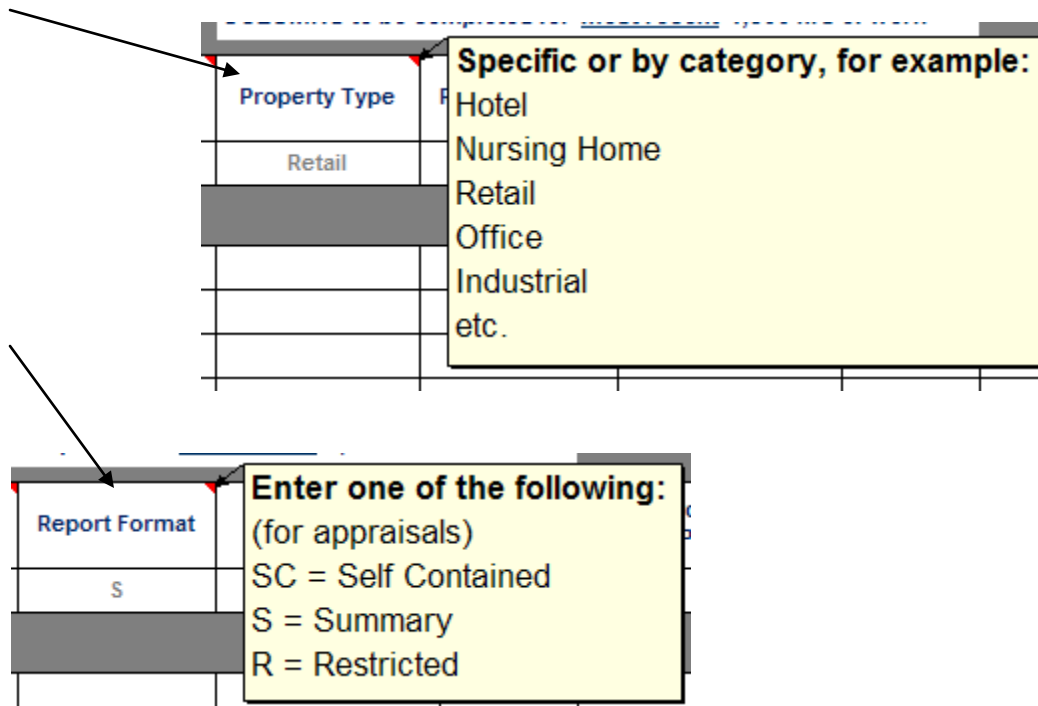 Property Type
Retail
Specific or by category, for example:
Hotel
Nursing Home
Retail
Office
Industrial
etc.
Report Format
S
Enter one of the following:
(for appraisals)
SC = Self Contained
S = Summary
R = Restricted